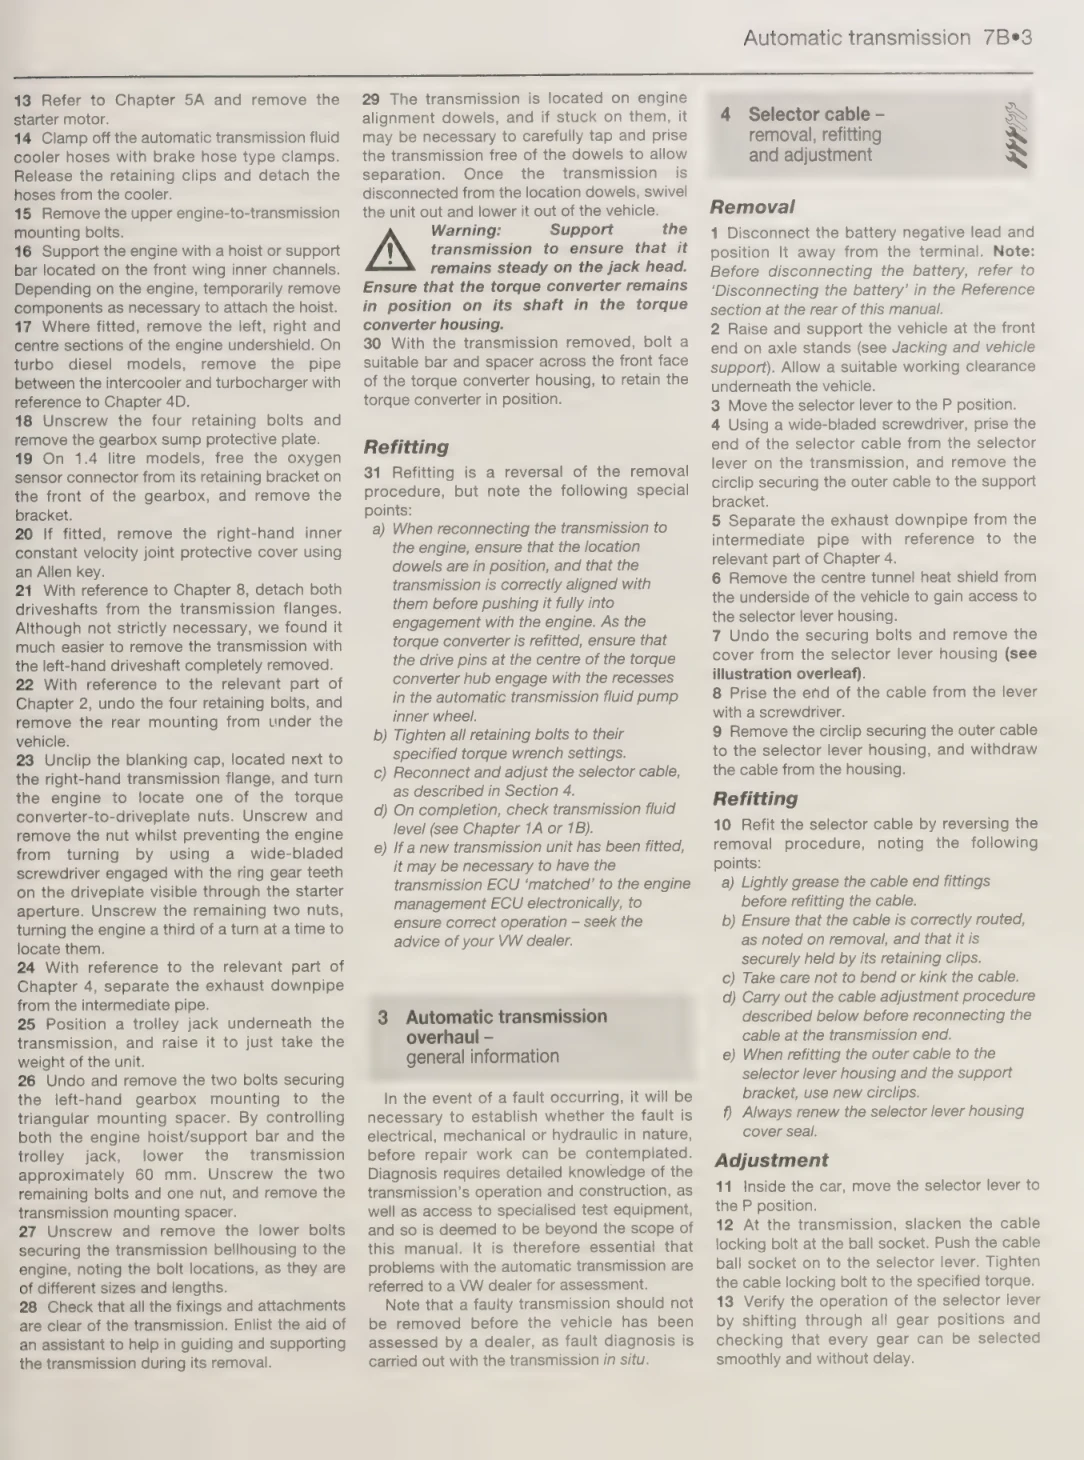 Automatic transmission 7B•3
13 Refer to Chapter 5A and remove the
starter motor.
14 Clamp off the automatic transmission fluid
cooler hoses with brake hose type clamps.
Release the retaining clips and detach the
hoses from the cooler.
15 Remove the upper engine-to-transmission
mounting bolts.
16 Support the engine with a hoist or support
bar located on the front wing inner channels.
Depending on the engine, temporarily remove
components as necessary to attach the hoist.
17 Where fitted, remove the left, right and
centre sections of the engine undershield. On
turbo diesel models, remove the pipe
between the intercooler and turbocharger with
reference to Chapter 4D.
18 Unscrew the four retaining bolts and
remove the gearbox sump protective plate.
19 On 1.4 litre models, free the oxygen
sensor connector from its retaining bracket on
the front of the gearbox, and remove the
bracket.
20 If fitted, remove the right-hand inner
constant velocity joint protective cover using
an Allen key.
21 With reference to Chapter 8, detach both
driveshafts from the transmission flanges.
Although not strictly necessary, we found it
much easier to remove the transmission with
the left-hand driveshaft completely removed.
22 With reference to the relevant part of
Chapter 2, undo the four retaining bolts, and
remove the rear mounting from under the
vehicle.
23 Unclip the blanking cap, located next to
the right-hand transmission flange, and turn
the engine to locate one of the torque
converter-to-driveplate nuts. Unscrew and
remove the nut whilst preventing the engine
from turning by using a wide-bladed
screwdriver engaged with the ring gear teeth
on the driveplate visible through the starter
aperture. Unscrew the remaining two nuts,
turning the engine a third of a turn at a time to
locate them.
24 With reference to the relevant part of
Chapter 4, separate the exhaust downpipe
from the intermediate pipe.
25 Position a trolley jack underneath the
transmission, and raise it to just take the
weight of the unit.
26 Undo and remove the two bolts securing
the left-hand gearbox mounting to the
triangular mounting spacer. By controlling
both the engine hoist/support bar and the
trolley jack, lower the transmission
approximately 60 mm. Unscrew the two
remaining bolts and one nut, and remove the
transmission mounting spacer.
27 Unscrew and remove the lower bolts
securing the transmission bellhousing to the
engine, noting the bolt locations, as they are
of different sizes and lengths.
28 Check that all the fixings and attachments
are clear of the transmission. Enlist the aid of
an assistant to help in guiding and supporting
the transmission during its removal.
29 The transmission is located on engine
alignment dowels, and if stuck on them, it
may be necessary to carefully tap and prise
the transmission free of the dowels to allow
separation. Once the transmission is
disconnected from the location dowels, swivel
the unit out and lower it out of the vehicle.
Warning: Support the
transmission to ensure that it
remains steady on the jack head.
Ensure that the torque converter remains
in position on its shaft in the torque
converter housing.
30 With the transmission removed, bolt a
suitable bar and spacer across the front face
of the torque converter housing, to retain the
torque converter in position.
Refitting
31 Refitting is a reversal of the removal
procedure, but note the following special
points:
a) When reconnecting the transmission to
the engine, ensure that the location
dowels are in position, and that the
transmission is correctly aligned with
them before pushing it fully into
engagement with the engine. As the
torque converter is refitted, ensure that
the drive pins at the centre of the torque
converter hub engage with the recesses
in the automatic transmission fluid pump
inner wheel.
b) Tighten all retaining bolts to their
specified torque wrench settings.
c) Reconnect and adjust the selector cable,
as described in Section 4.
d) On completion, check transmission fluid
level (see Chapter 1A or 1B).
e) If a new transmission unit has been fitted,
it may be necessary to have the
transmission ECU 'matched' to the engine
management ECU electronically, to
ensure correct operation – seek the
advice of your VW dealer.
3 Automatic transmission
overhaul –
general information
In the event of a fault occurring, it will be
necessary to establish whether the fault is
electrical, mechanical or hydraulic in nature,
before repair work can be contemplated.
Diagnosis requires detailed knowledge of the
transmission's operation and construction, as
well as access to specialised test equipment,
and so is deemed to be beyond the scope of
this manual. It is therefore essential that
problems with the automatic transmission are
referred to a VW dealer for assessment.
Note that a faulty transmission should not
be removed before the vehicle has been
assessed by a dealer, as fault diagnosis is
carried out with the transmission in situ.
4 Selector cable –
removal, refitting
and adjustment
Removal
1 Disconnect the battery negative lead and
position It away from the terminal. Note:
Before disconnecting the battery, refer to
'Disconnecting the battery' in the Reference
section at the rear of this manual.
2 Raise and support the vehicle at the front
end on axle stands (see Jacking and vehicle
support). Allow a suitable working clearance
underneath the vehicle.
3 Move the selector lever to the P position.
4 Using a wide-bladed screwdriver, prise the
end of the selector cable from the selector
lever on the transmission, and remove the
circlip securing the outer cable to the support
bracket.
5 Separate the exhaust downpipe from the
intermediate pipe with reference to the
relevant part of Chapter 4.
6 Remove the centre tunnel heat shield from
the underside of the vehicle to gain access to
the selector lever housing.
7 Undo the securing bolts and remove the
cover from the selector lever housing (see
illustration overleaf).
8 Prise the end of the cable from the lever
with a screwdriver.
9 Remove the circlip securing the outer cable
to the selector lever housing, and withdraw
the cable from the housing.
Refitting
10 Refit the selector cable by reversing the
removal procedure, noting the following
points:
a) Lightly grease the cable end fittings
before refitting the cable.
b) Ensure that the cable is correctly routed,
as noted on removal, and that it is
securely held by its retaining clips.
c) Take care not to bend or kink the cable.
d) Carry out the cable adjustment procedure
described below before reconnecting the
cable at the transmission end.
e) When refitting the outer cable to the
selector lever housing and the support
bracket, use new circlips.
f) Always renew the selector lever housing
cover seal.
Adjustment
11 Inside the car, move the selector lever to
the P position.
12 At the transmission, slacken the cable
locking bolt at the ball socket. Push the cable
ball socket on to the selector lever. Tighten
the cable locking bolt to the specified torque.
13 Verify the operation of the selector lever
by shifting through all gear positions and
checking that every gear can be selected
smoothly and without delay.